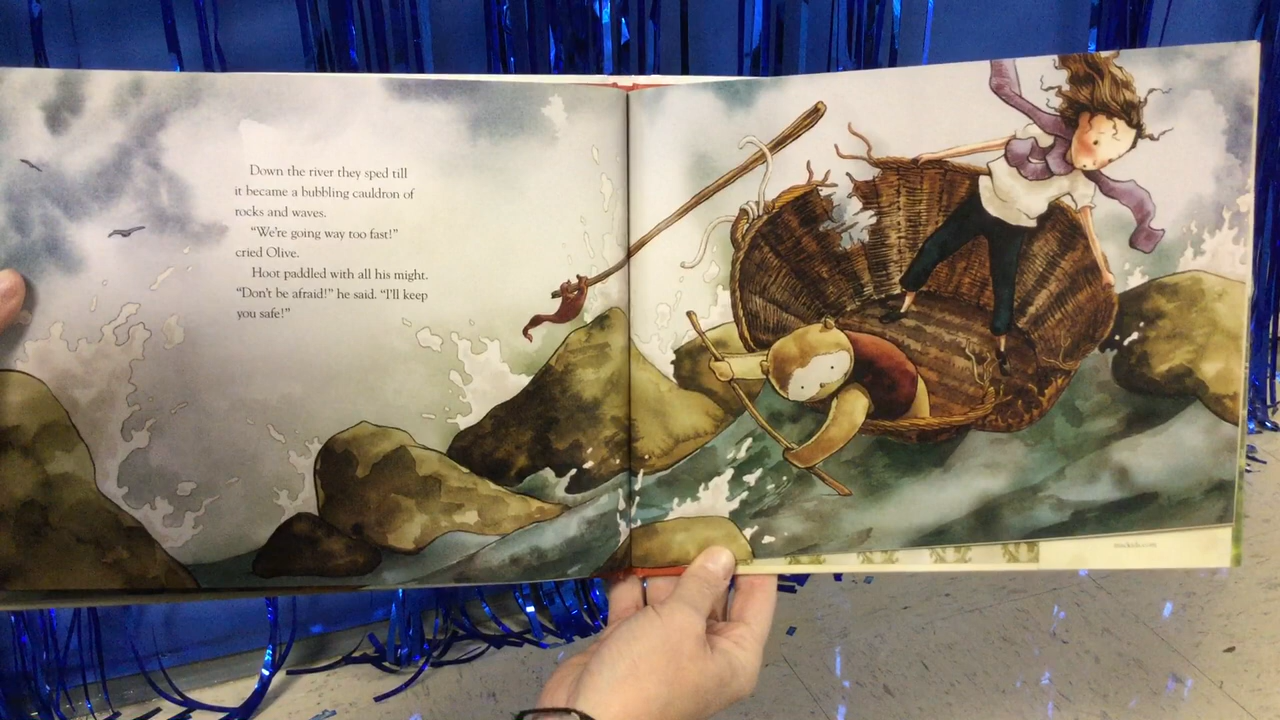 Down the river they sped till
it became a bubbling cauldron of
rocks and waves.
"We're going way too fast!"
cried Olive.
Hoot paddled with all his might.
"Don't be afraid!" he said. "I'll keep
you safe!"